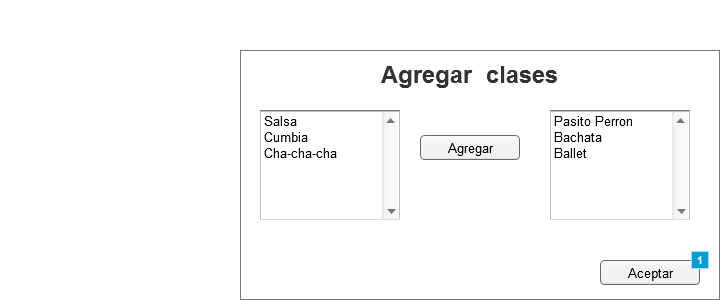 Agregar clases
Salsa
Cumbia
Cha-cha-cha
Agregar
Pasito Perron
Bachata
Ballet
1
Aceptar